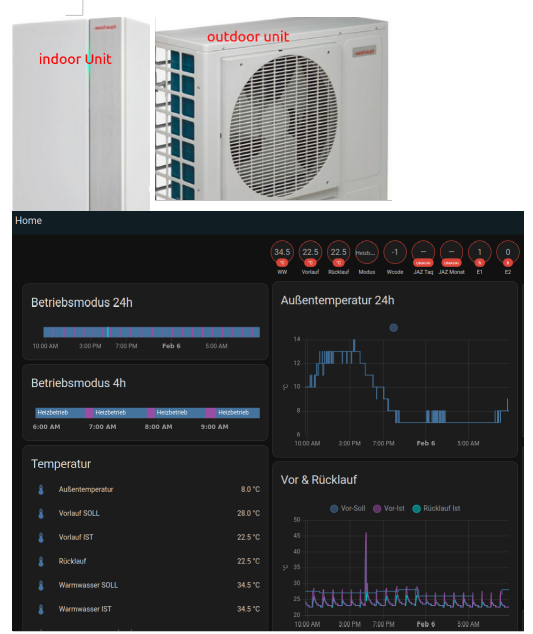 weishaupt
indoor Unit
outdoor unit
weishaupt
Home
34.5 22.5 22.5 Heizb... -1 — — 1 0
°C °C °C
WW Vorlauf Rücklauf Modus Wcode JAZ Taq JAZ Monat E1 E2
Betriebsmodus 24h
10:00 AM 3:00 PM 7:00 PM Feb 6 5:00 AM
Betriebsmodus 4h
Heizbetrieb Heizbetrieb Heizbetrieb Heizbetrieb
6:00 AM 7:00 AM 8:00 AM 9:00 AM
Temperatur
Außentemperatur 8.0 °C
Vorlauf SOLL 28.0 °C
Vorlauf IST 22.5 °C
Rücklauf 22.5 °C
Warmwasser SOLL 34.5 °C
Warmwasser IST 34.5 °C
Außentemperatur 24h
14
12
10
8
6
°C
10:00 AM 3:00 PM 7:00 PM Feb 6 5:00 AM
Vor & Rücklauf
Vor-Soll Vor-Ist Rücklauf Ist
50
45
40
35
30
25
20
°C
10:00 AM 3:00 PM 7:00 PM Feb 6 5:00 AM